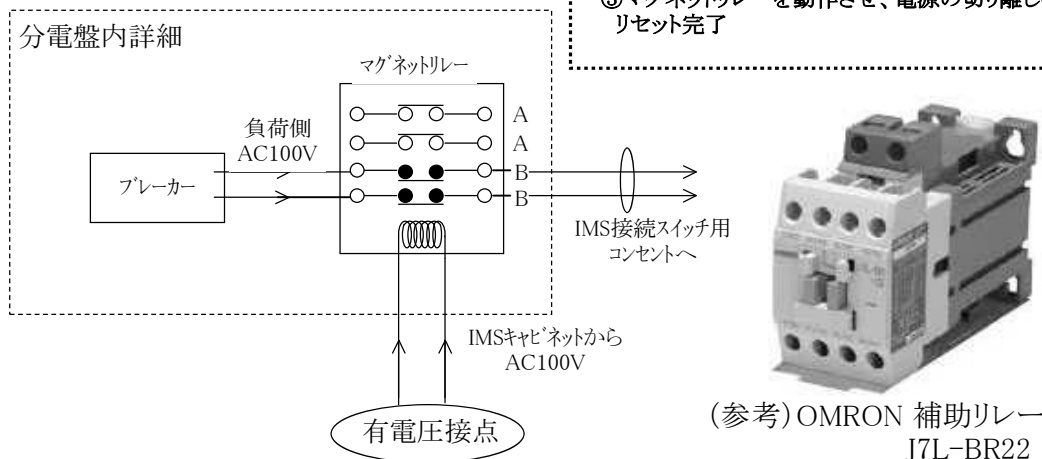 ③マグネットリレーを動作させ、電源の切り離し
リセット完了
分電盤内詳細
マグネットリレー
A
A
B
B
負荷側
AC100V
ブレーカー
IMS接続スイッチ用
コンセントへ
IMSキャビネットから
AC100V
有電圧接点
(参考)OMRON 補助リレー
J7L-BR22